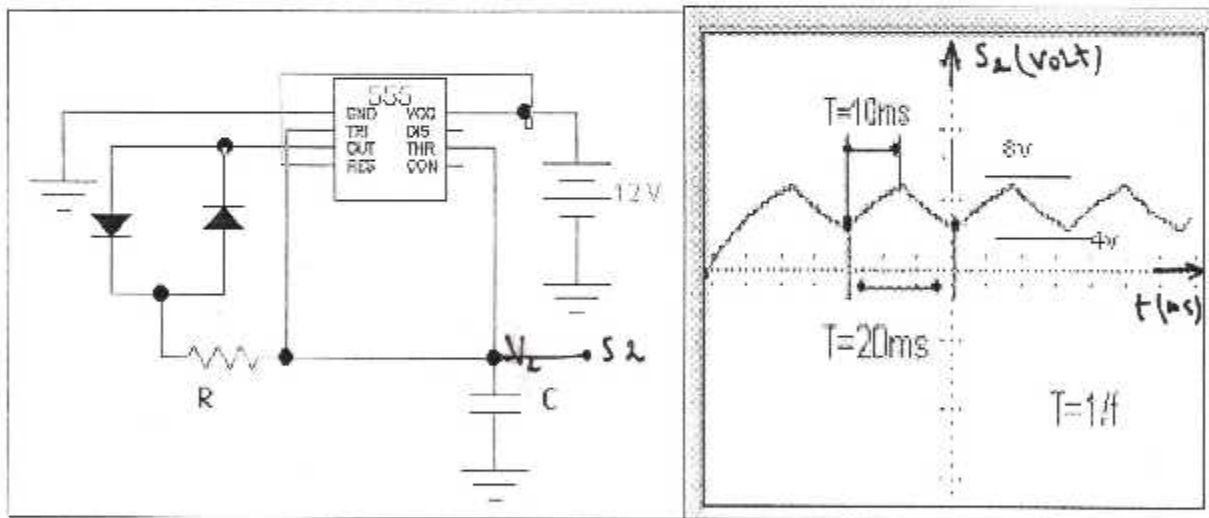 555
GND VCC
TRI DIS
OUT THR
RES CON
12V
R
V2 S2
C
S2 (VOLT)
T=10ms
8v
4v
t(ms)
T=20ms
T=1/f